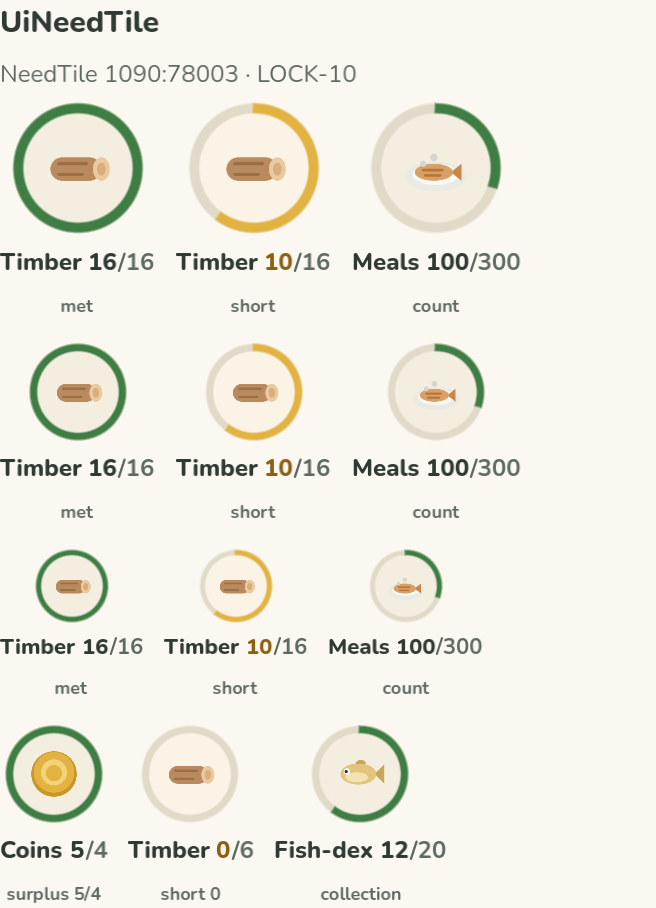 UiNeedTile
NeedTile 1090:78003 · LOCK-10
Timber 16/16 Timber 10/16 Meals 100/300
met short count
Timber 16/16 Timber 10/16 Meals 100/300
met short count
Timber 16/16 Timber 10/16 Meals 100/300
met short count
Coins 5/4 Timber 0/6 Fish-dex 12/20
surplus 5/4 short 0 collection